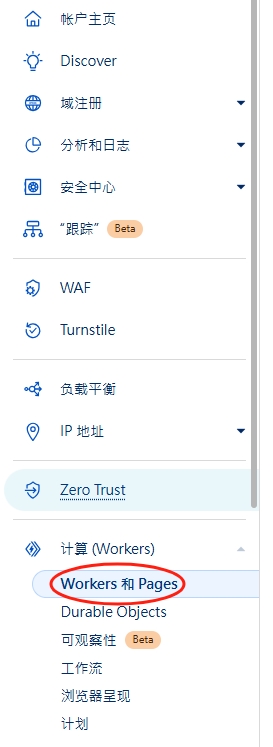 帐户主页
Discover
域注册
分析和日志
安全中心
“跟踪” Beta
WAF
Turnstile
负载平衡
IP 地址
Zero Trust
计算 (Workers)
Workers 和 Pages
Durable Objects
可观察性 Beta
工作流
浏览器呈现
计划